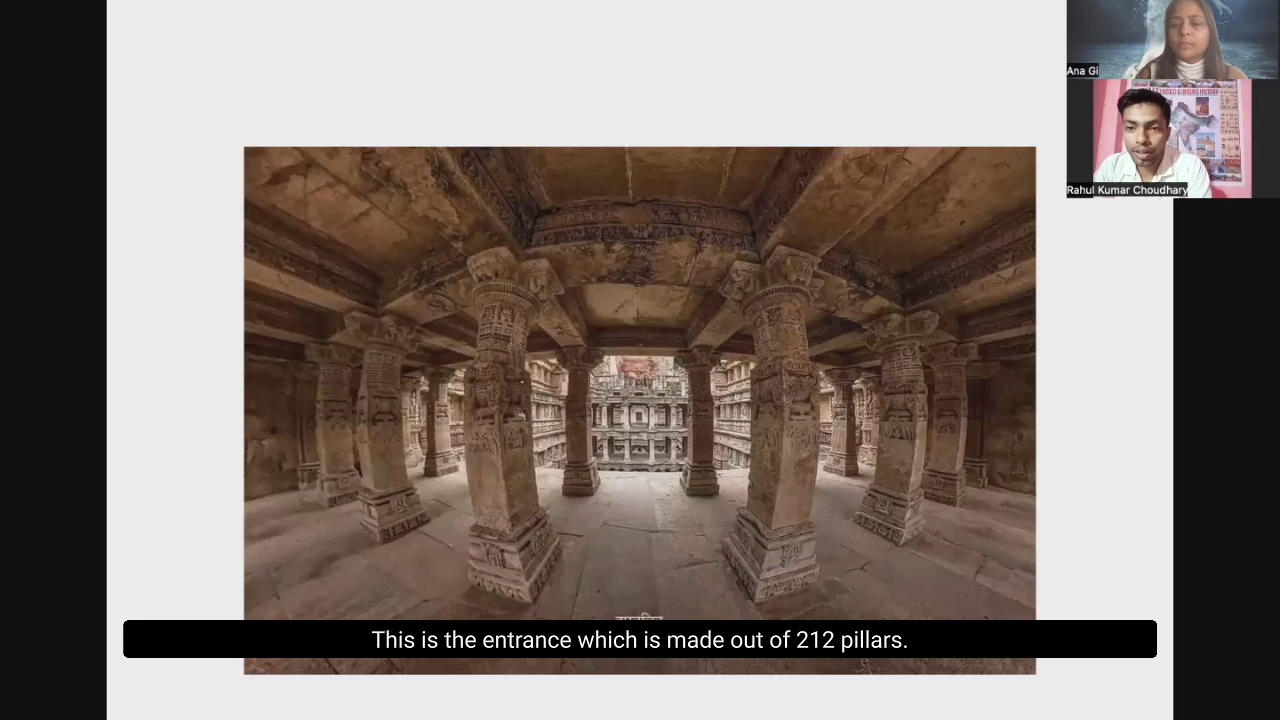 Ana Gi
Rahul Kumar Choudhary
This is the entrance which is made out of 212 pillars.